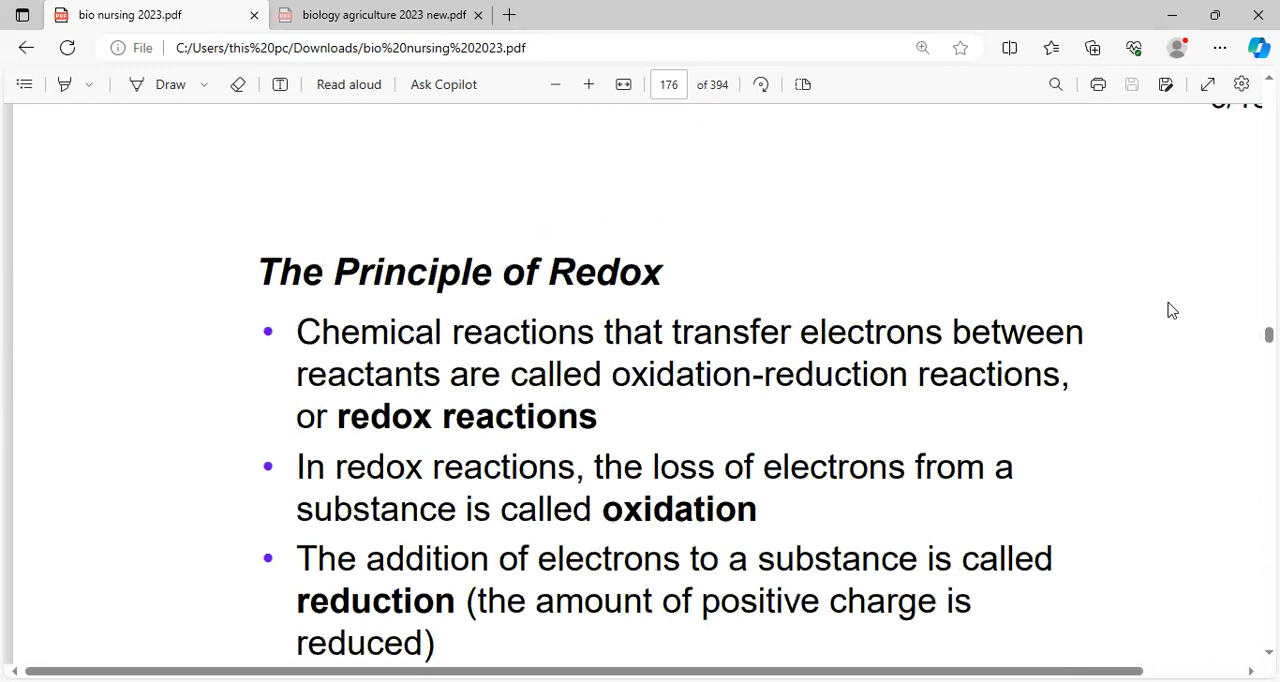 bio nursing 2023.pdf
biology agriculture 2023 new.pdf
File
C:/Users/this%20pc/Downloads/bio%20nursing%202023.pdf
Draw
Read aloud
Ask Copilot
176
of 394
The Principle of Redox
• Chemical reactions that transfer electrons between
reactants are called oxidation-reduction reactions,
or redox reactions
• In redox reactions, the loss of electrons from a
substance is called oxidation
• The addition of electrons to a substance is called
reduction (the amount of positive charge is
reduced)